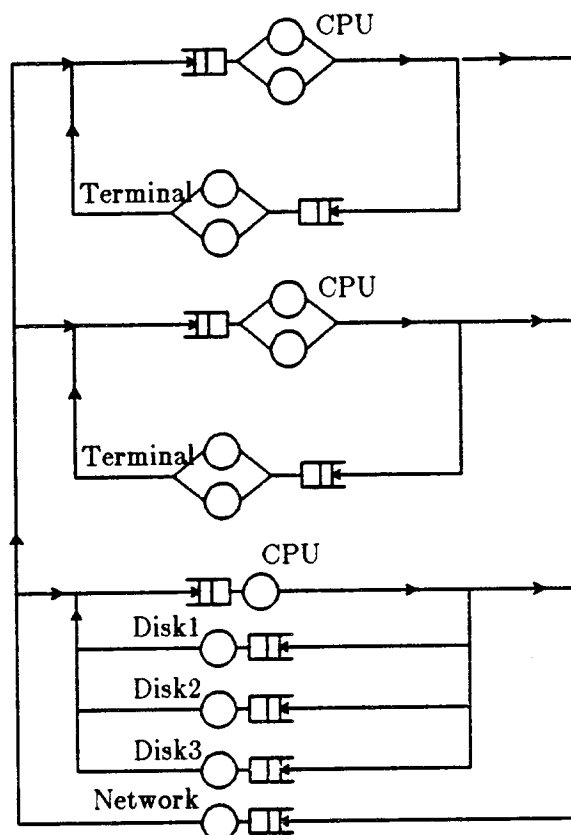 CPU
Terminal
CPU
Terminal
CPU
Disk1
Disk2
Disk3
Network